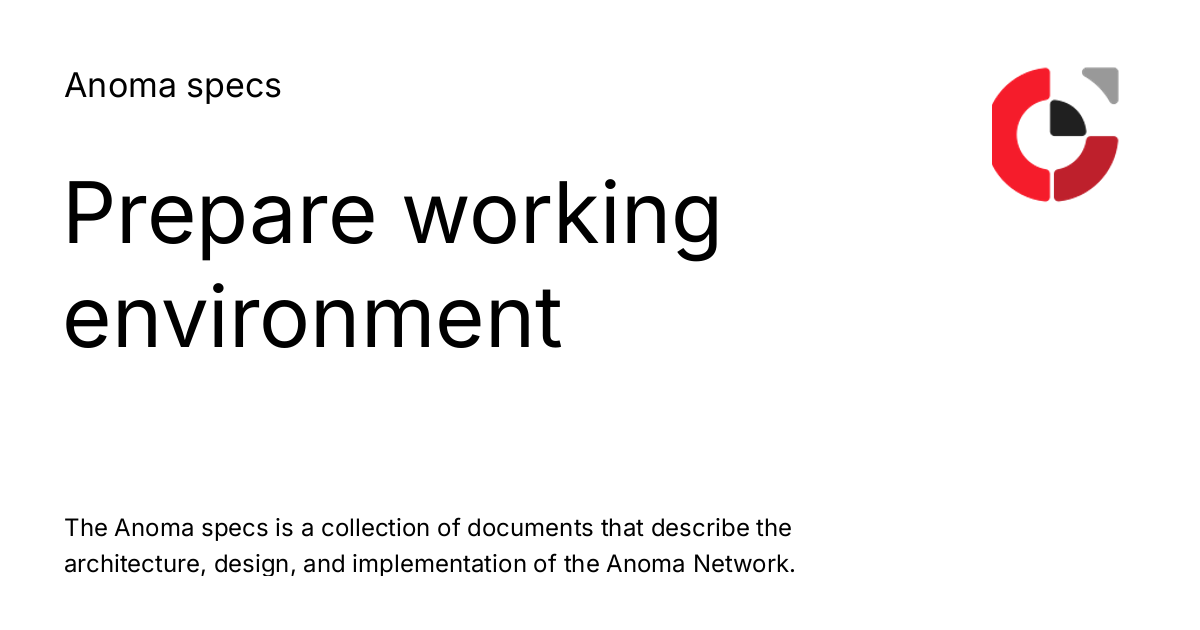 Anoma specs
Prepare working
environment
The Anoma specs is a collection of documents that describe the
architecture, design, and implementation of the Anoma Network.